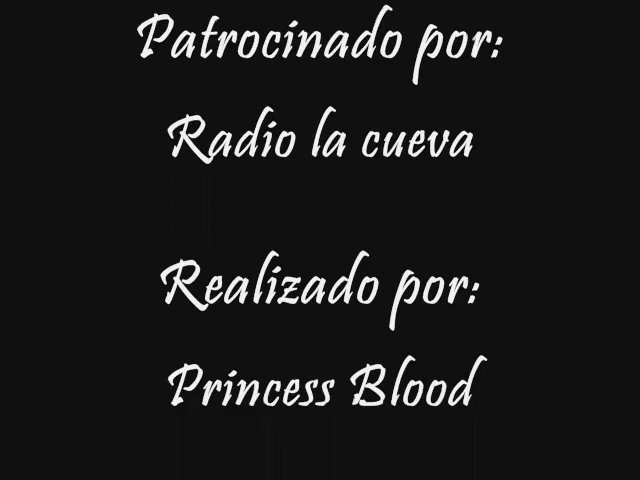 Patrocinado por:
Radio la cueva
Realizado por:
Princess Blood